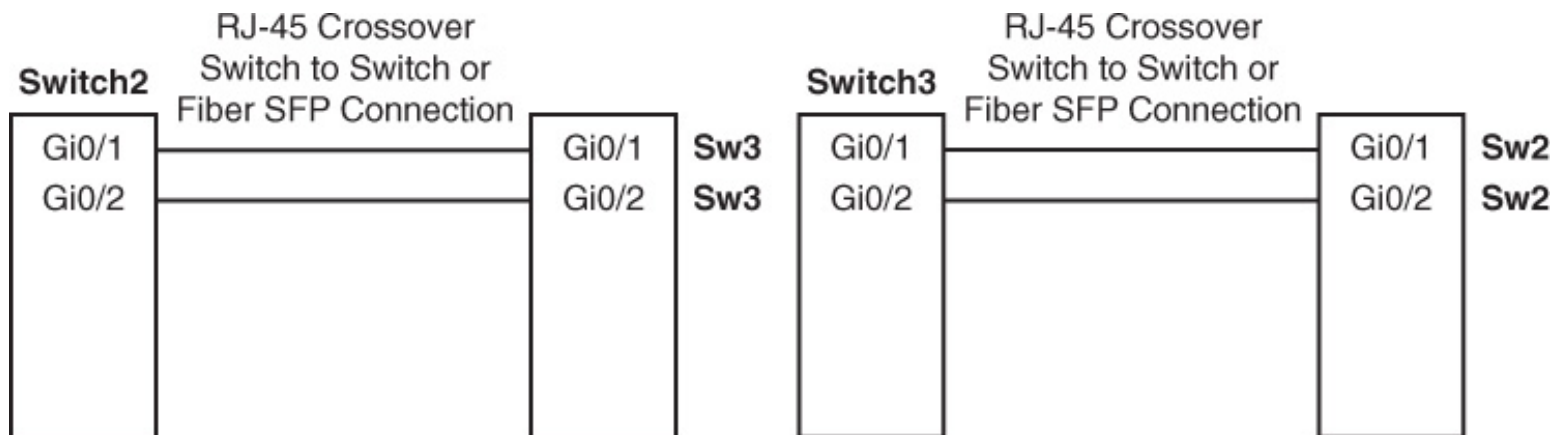 RJ-45 Crossover
Switch to Switch or
Fiber SFP Connection
Switch2
Gi0/1
Gi0/1
Sw3
Gi0/2
Gi0/2
Sw3
RJ-45 Crossover
Switch to Switch or
Fiber SFP Connection
Switch3
Gi0/1
Gi0/1
Sw2
Gi0/2
Gi0/2
Sw2